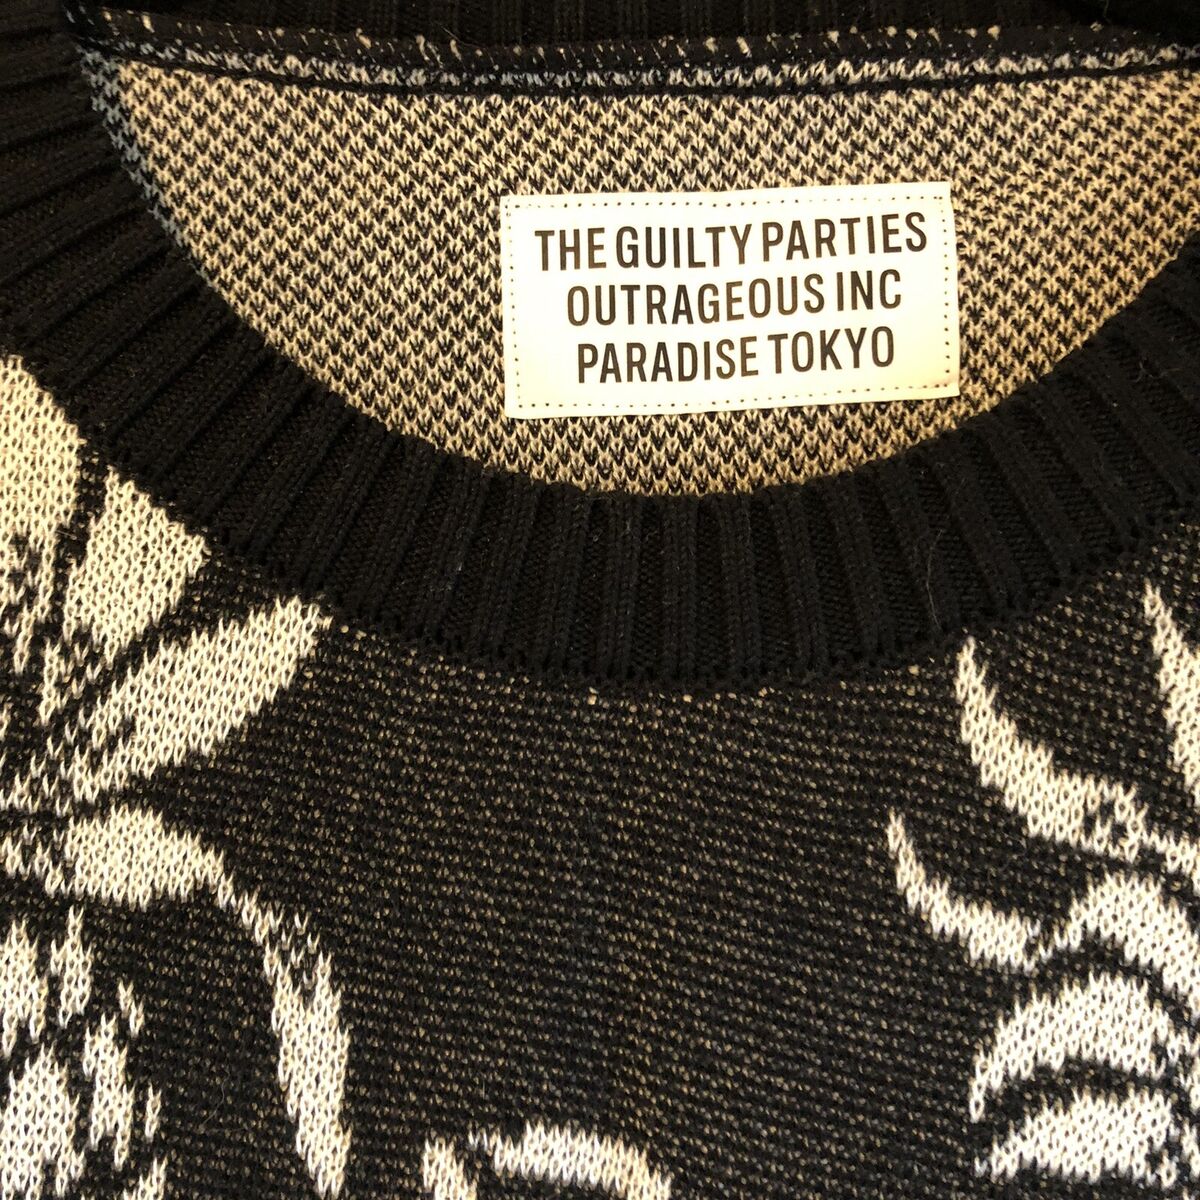 THE GUILTY PARTIES
OUTRAGEOUS INC
PARADISE TOKYO